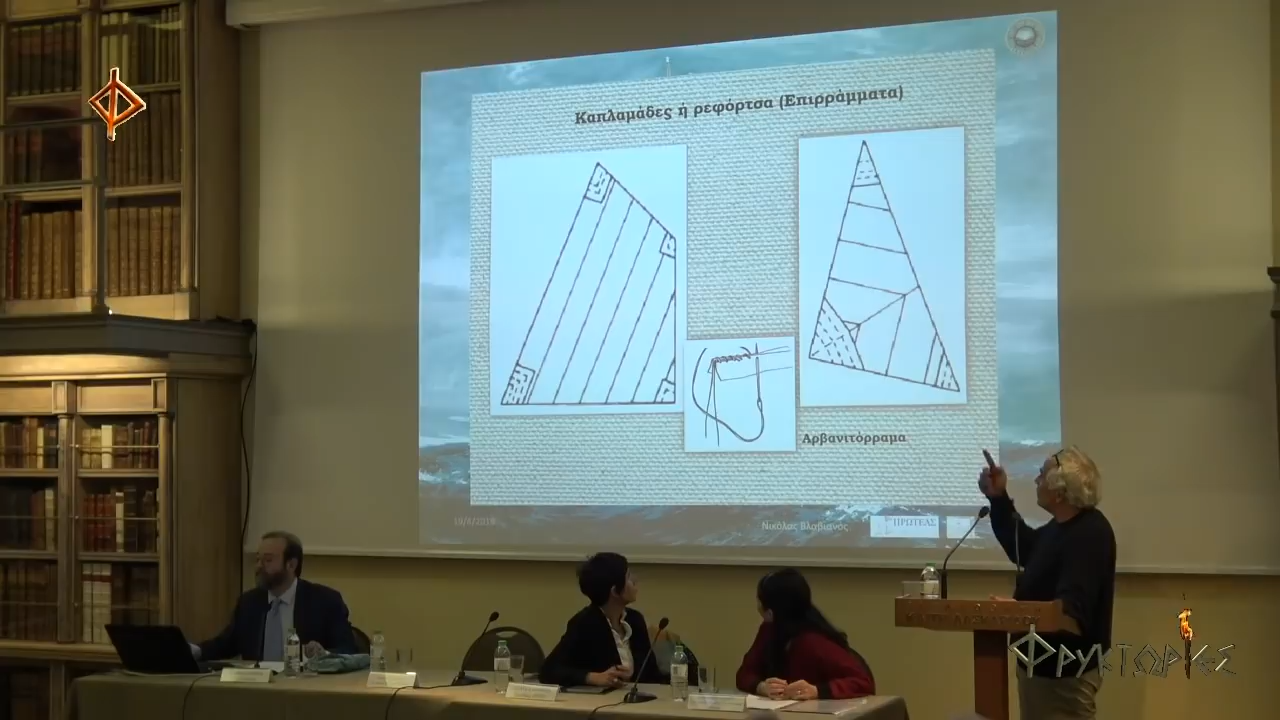 Καπλαμάδες ή ρεφόρτσα (Επιρράμματα)
Αρβανιτόρραμα
19/4/2018
Νικόλας Βλαβιανός
ΠΡΩΤΕΑΣ
ΦΡΥΚΤΩΡΙΕΣ